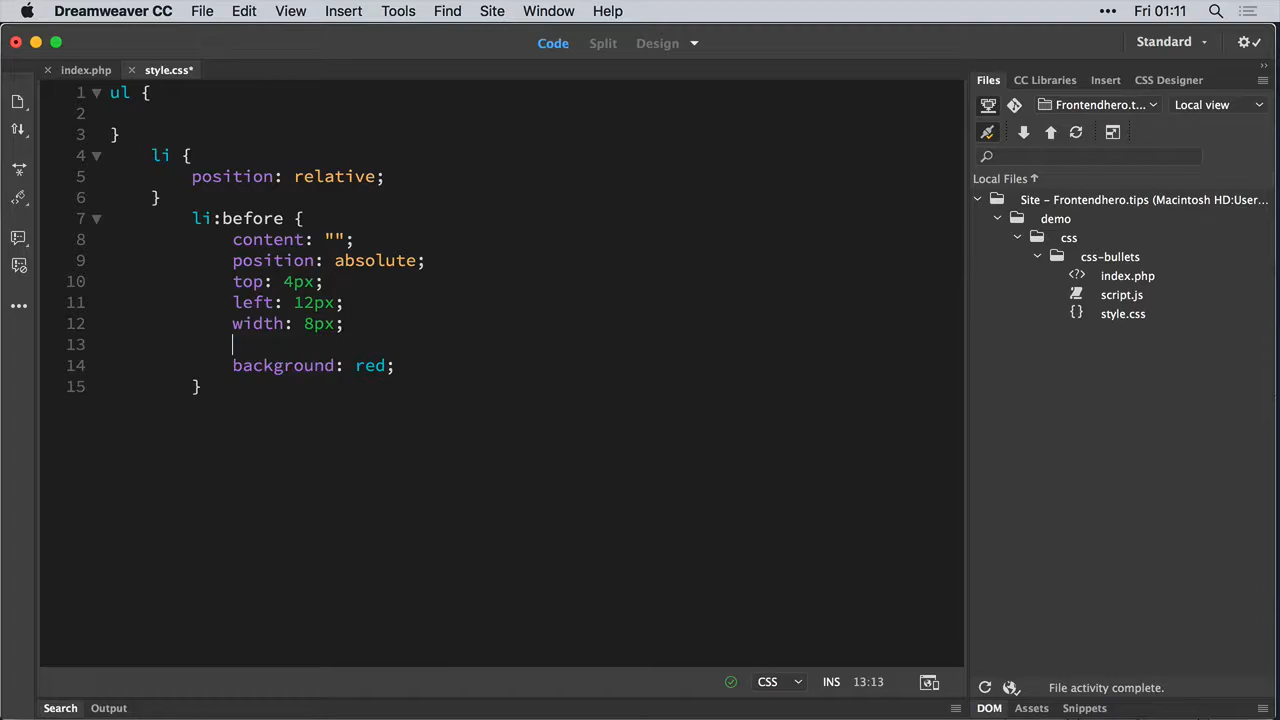 Dreamweaver CC File Edit View Insert Tools Find Site Window Help ••• Fri 01:11
Code Split Design Standard
× index.php × style.css*
1 ul {
2
3 }
4 li {
5 position: relative;
6 }
7 li:before {
8 content: "";
9 position: absolute;
10 top: 4px;
11 left: 12px;
12 width: 8px;
13
14 background: red;
15 }
CSS INS 13:13
Search Output
Files CC Libraries Insert CSS Designer
Frontendhero.t... Local view
Local Files
Site – Frontendhero.tips (Macintosh HD:User...
demo
css
css-bullets
index.php
script.js
style.css
File activity complete.
DOM Assets Snippets